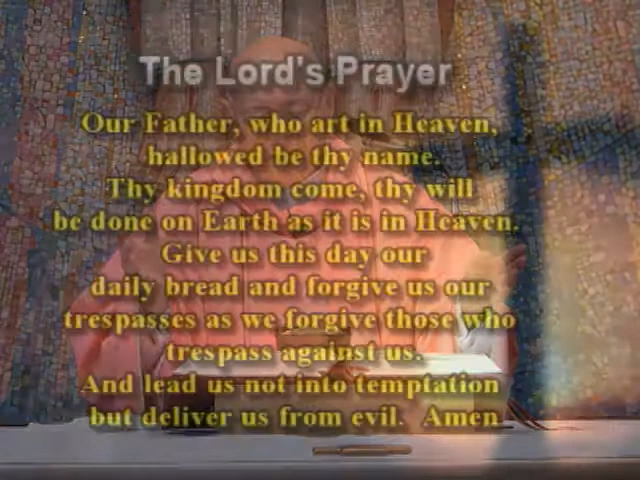 The Lord's Prayer
Our Father, who art in Heaven,
hallowed be thy name.
Thy kingdom come, thy will
be done on Earth as it is in Heaven.
Give us this day our
daily bread and forgive us our
trespasses as we forgive those who
trespass against us.
And lead us not into temptation
but deliver us from evil. Amen